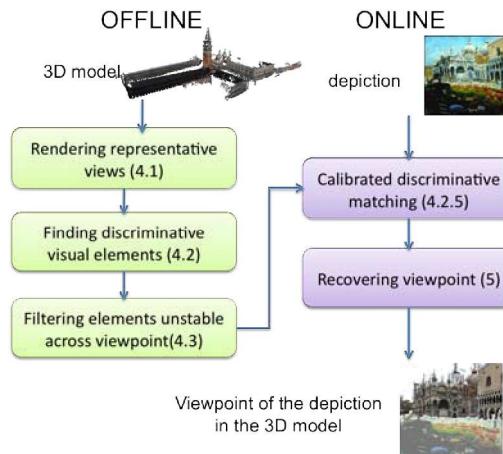 OFFLINE
3D model
Rendering representative
views (4.1)
Finding discriminative
visual elements (4.2)
Filtering elements unstable
across viewpoint(4.3)
ONLINE
depiction
Calibrated discriminative
matching (4.2.5)
Recovering viewpoint (5)
Viewpoint of the depiction
in the 3D model